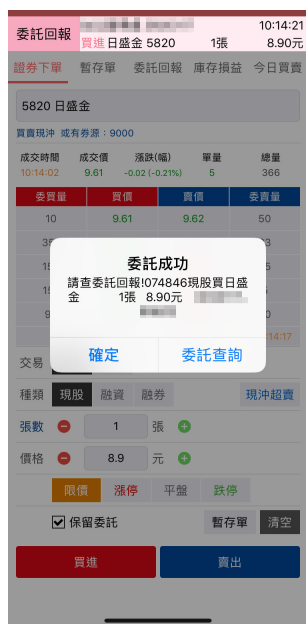 委託回報
10:14:21
買進 日盛金 5820 1張 8.90元
證券下單 暫存單 委託回報 庫存損益 今日買賣
5820 日盛金
買賣現沖 或有券源：9000
成交時間 成交價 漲跌(幅) 單量 總量
10:14:02 9.61 -0.02 (-0.21%) 5 366
委買量 買價 賣價 委賣量
10 9.61 9.62 50
委託成功
請查委託回報!074846現股買日盛
金 1張 8.90元
確定 委託查詢
交易
種類 現股 融資 融券 現沖超賣
張數 1 張
價格 8.9 元
限價 漲停 平盤 跌停
保留委託 暫存單 清空
買進 賣出